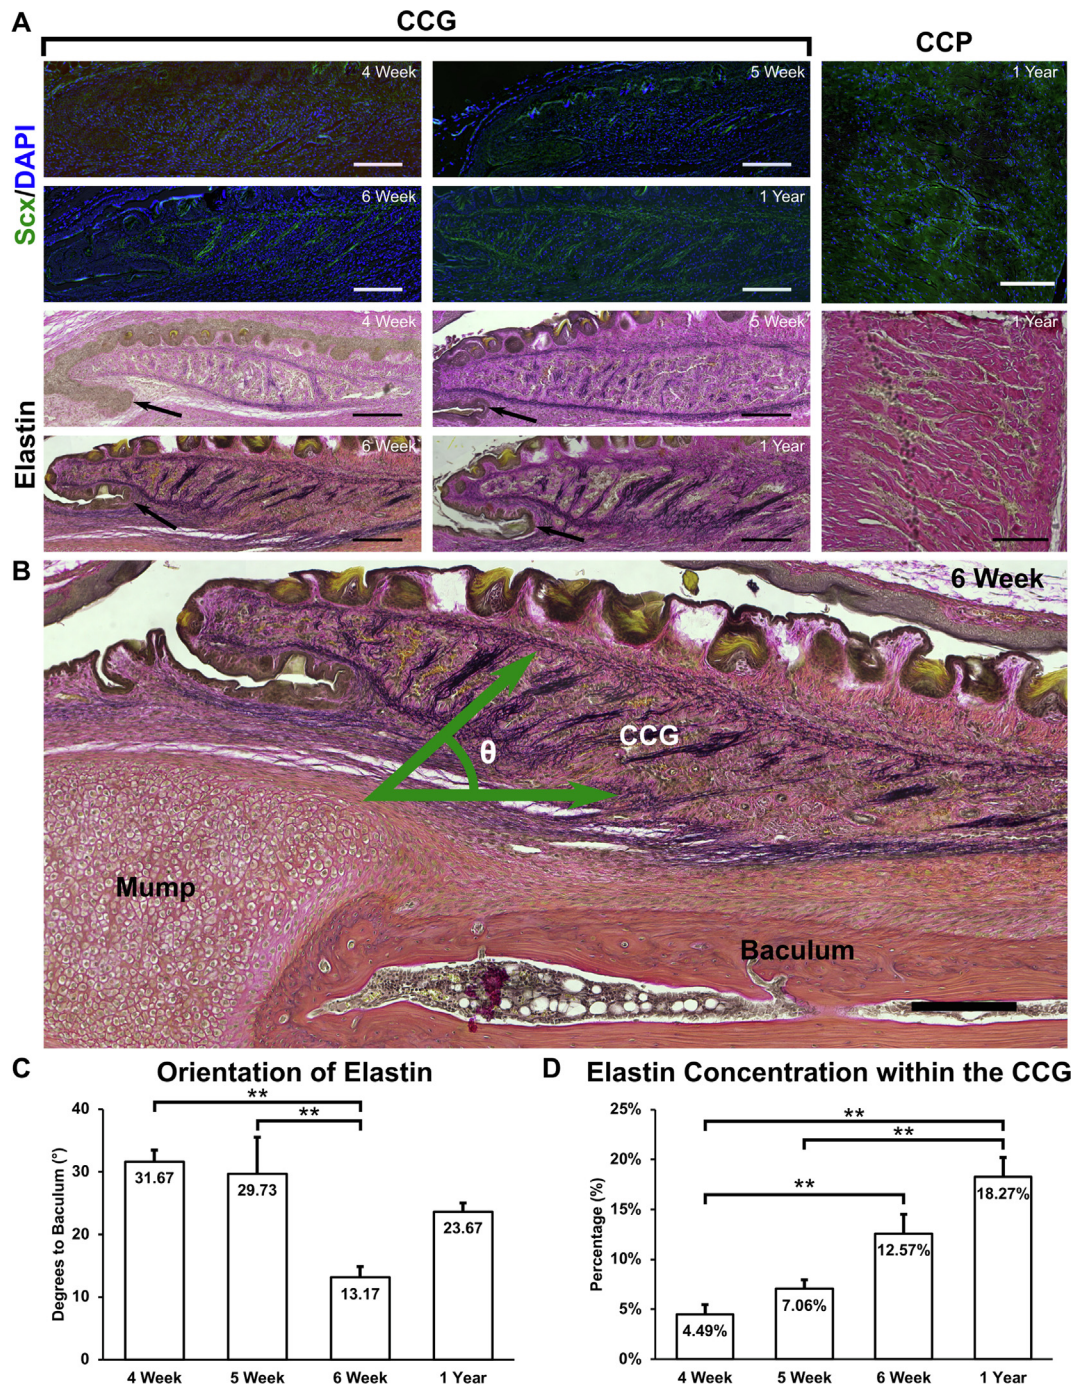 A
CCG
CCP
Scx/DAPI
4 Week
5 Week
1 Year
6 Week
1 Year
Elastin
4 Week
5 Week
1 Year
6 Week
1 Year
B
6 Week
θ
CCG
Mump
Baculum
C
Orientation of Elastin
Degrees to Baculum (°)
40
30
20
10
0
**
**
31.67
29.73
13.17
23.67
4 Week
5 Week
6 Week
1 Year
D
Elastin Concentration within the CCG
Percentage (%)
25%
20%
15%
10%
5%
0%
**
**
**
4.49%
7.06%
12.57%
18.27%
4 Week
5 Week
6 Week
1 Year